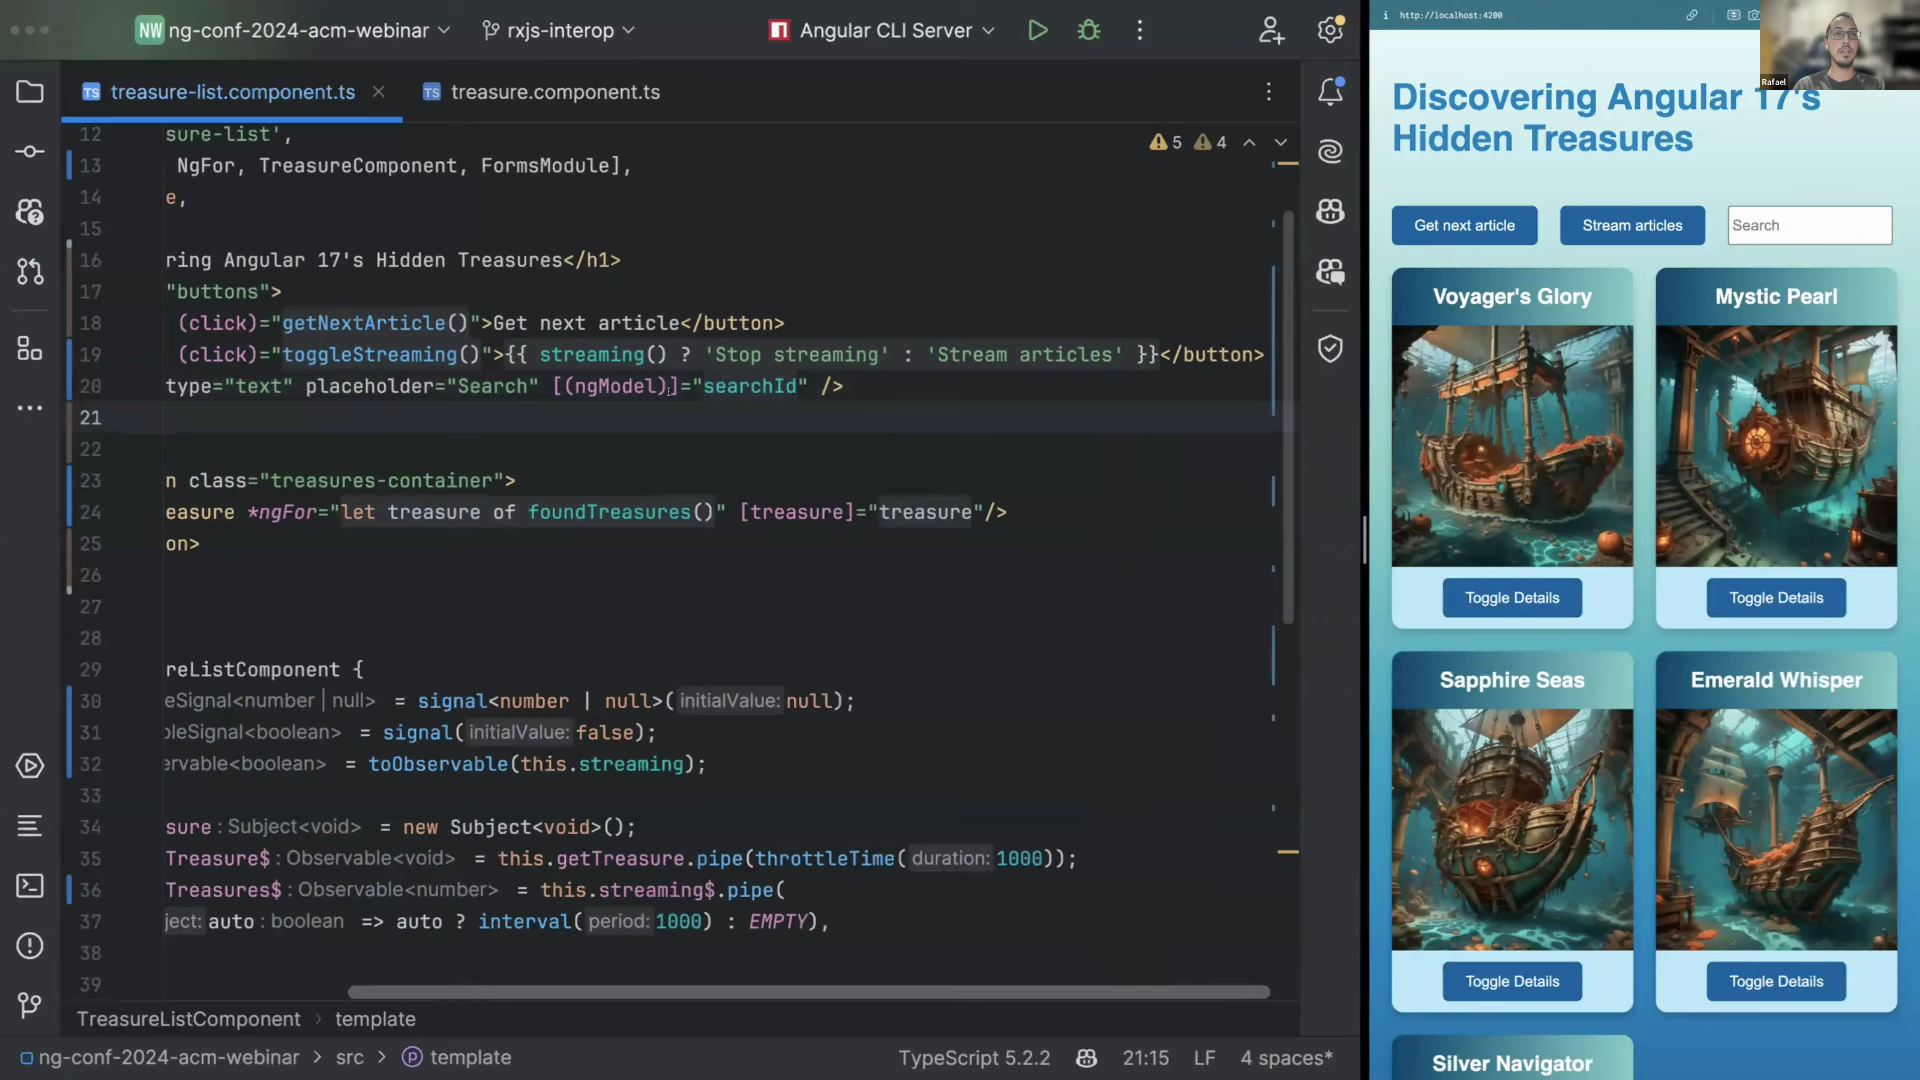 NW ng-conf-2024-acm-webinar rxjs-interop Angular CLI Server
TS treasure-list.component.ts TS treasure.component.ts
5 4
12 sure-list',
13 NgFor, TreasureComponent, FormsModule],
14 e,
15
16 ring Angular 17's Hidden Treasures</h1>
17 "buttons">
18 (click)="getNextArticle()">Get next article</button>
19 (click)="toggleStreaming()">{{ streaming() ? 'Stop streaming' : 'Stream articles' }}</button>
20 type="text" placeholder="Search" [(ngModel)]="searchId" />
21
22
23 n class="treasures-container">
24 easure *ngFor="let treasure of foundTreasures()" [treasure]="treasure"/>
25 on>
26
27
28
29 reListComponent {
30 eSignal<number | null> = signal<number | null>( initialValue: null);
31 bleSignal<boolean> = signal( initialValue: false);
32 ervable<boolean> = toObservable(this.streaming);
33
34 sure : Subject<void> = new Subject<void>();
35 Treasure$ : Observable<void> = this.getTreasure.pipe(throttleTime( duration: 1000));
36 Treasures$ : Observable<number> = this.streaming$.pipe(
37 ject: auto : boolean => auto ? interval( period: 1000) : EMPTY),
38
39
TreasureListComponent > template
ng-conf-2024-acm-webinar > src > template TypeScript 5.2.2 21:15 LF 4 spaces*
i http://localhost:4200
Rafael
Discovering Angular 17's
Hidden Treasures
Get next article Stream articles Search
Voyager's Glory Mystic Pearl
Toggle Details Toggle Details
Sapphire Seas Emerald Whisper
Toggle Details Toggle Details
Silver Navigator